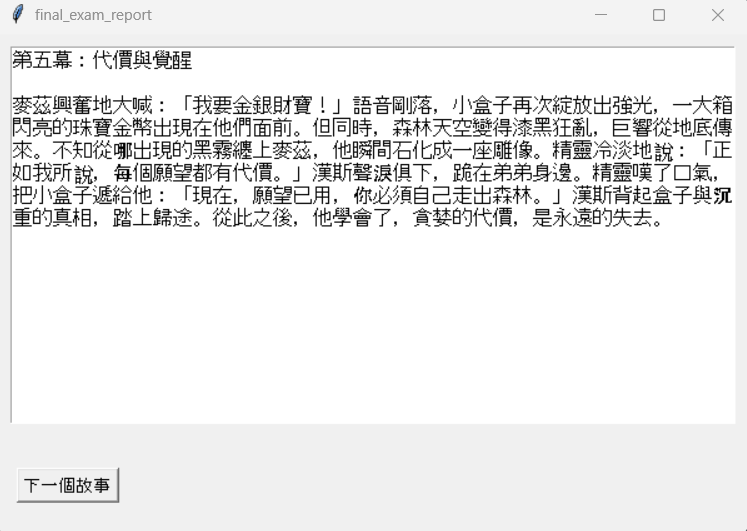 final_exam_report
第五幕：代價與覺醒
麥茲興奮地大喊：「我要金銀財寶！」語音剛落，小盒子再次綻放出強光，一大箱
閃亮的珠寶金幣出現在他們面前。但同時，森林天空變得漆黑狂亂，巨響從地底傳
來。不知從哪出現的黑霧纏上麥茲，他瞬間石化成一座雕像。精靈冷淡地說：「正
如我所說，每個願望都有代價。」漢斯聲淚俱下，跪在弟弟身邊。精靈嘆了口氣，
把小盒子遞給他：「現在，願望已用，你必須自己走出森林。」漢斯背起盒子與沉
重的真相，踏上歸途。從此之後，他學會了，貪婪的代價，是永遠的失去。
下一個故事